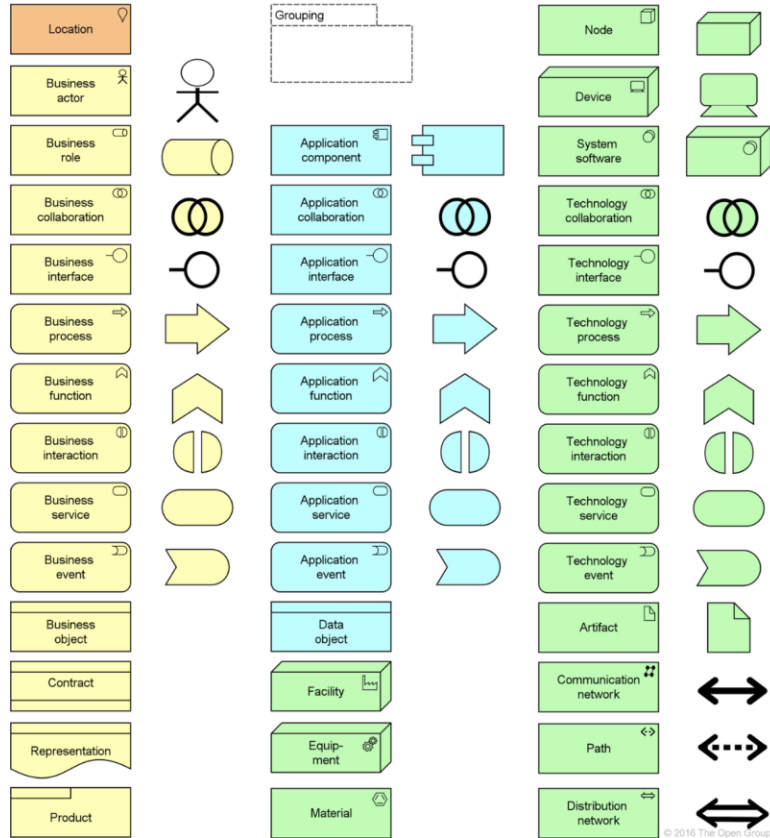 Location
Grouping
Node
Business
actor
Device
Business
role
Application
component
System
software
Business
collaboration
Application
collaboration
Technology
collaboration
Business
interface
Application
interface
Technology
interface
Business
process
Application
process
Technology
process
Business
function
Application
function
Technology
function
Business
interaction
Application
interaction
Technology
interaction
Business
service
Application
service
Technology
service
Business
event
Application
event
Technology
event
Business
object
Data
object
Artifact
Contract
Facility
Communication
network
Representation
Equip-
ment
Path
Product
Material
Distribution
network
© 2016 The Open Group